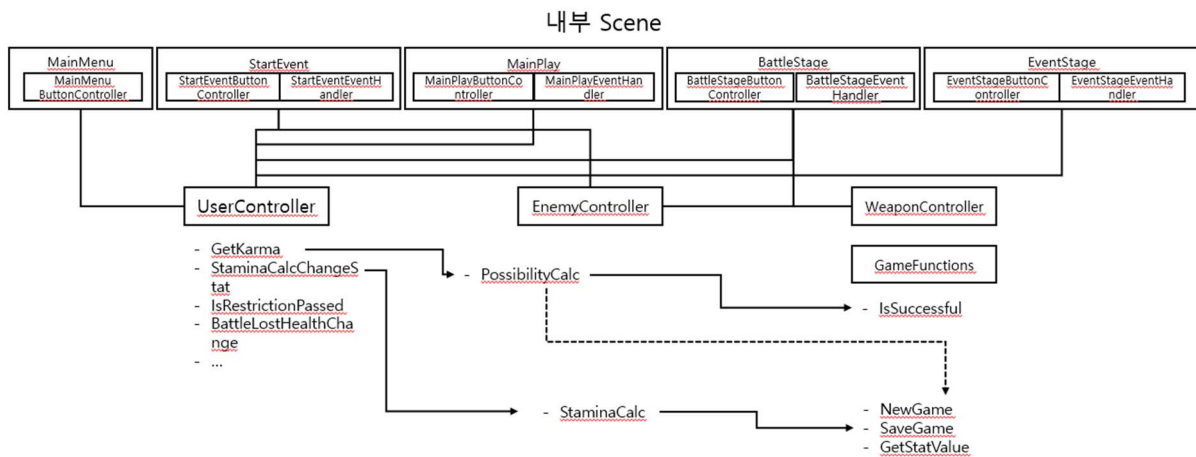 내부 Scene
MainMenu
MainMenu
ButtonController
StartEvent
StartEventButton
Controller
StartEventEventH
andler
MainPlay
MainPlayButtonCo
ntroller
MainPlayEventHan
dler
BattleStage
BattleStageButton
Controller
BattleStageEvent
Handler
EventStage
EventStageButtonC
ontroller
EventStageEventHa
ndler
UserController
EnemyController
WeaponController
GameFunctions
- GetKarma
- StaminaCalcChangeS
tat
- IsRestrictionPassed
- BattleLostHealthCha
nge
- ...
- PossibilityCalc
- IsSuccessful
- StaminaCalc
- NewGame
- SaveGame
- GetStatValue